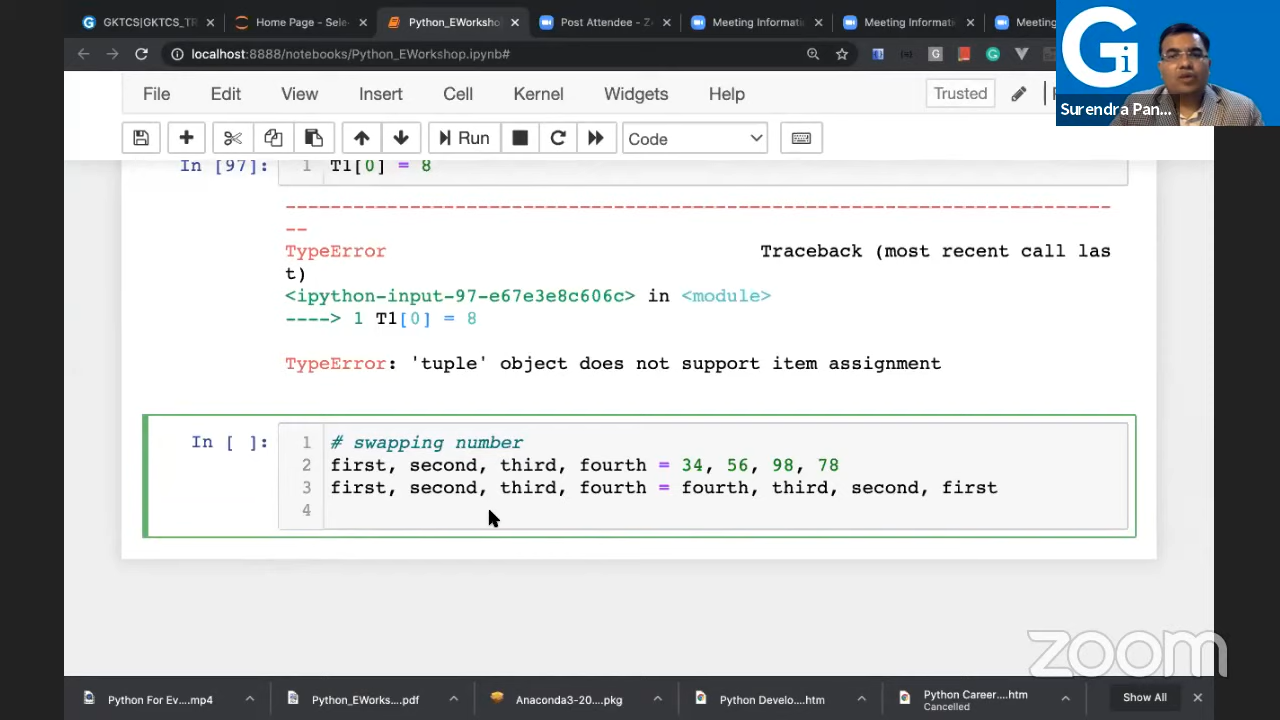 GKTCS|GKTCS_TR
Home Page - Sele
Python_EWorksho
Post Attendee - Z
Meeting Informati
Meeting Informati
Meeting
localhost:8888/notebooks/Python_EWorkshop.ipynb#
Gi
Surendra Pan...
File Edit View Insert Cell Kernel Widgets Help Trusted
Run Code
In [97]: 1 T1[0] = 8
-------------------------------------------------------------------------
--
TypeError Traceback (most recent call las
t)
<ipython-input-97-e67e3e8c606c> in <module>
----> 1 T1[0] = 8
TypeError: 'tuple' object does not support item assignment
In [ ]: 1 # swapping number
2 first, second, third, fourth = 34, 56, 98, 78
3 first, second, third, fourth = fourth, third, second, first
4
zoom
Python For Ev....mp4
Python_EWorks....pdf
Anaconda3-20....pkg
Python Develo....htm
Python Career....htm
Cancelled
Show All